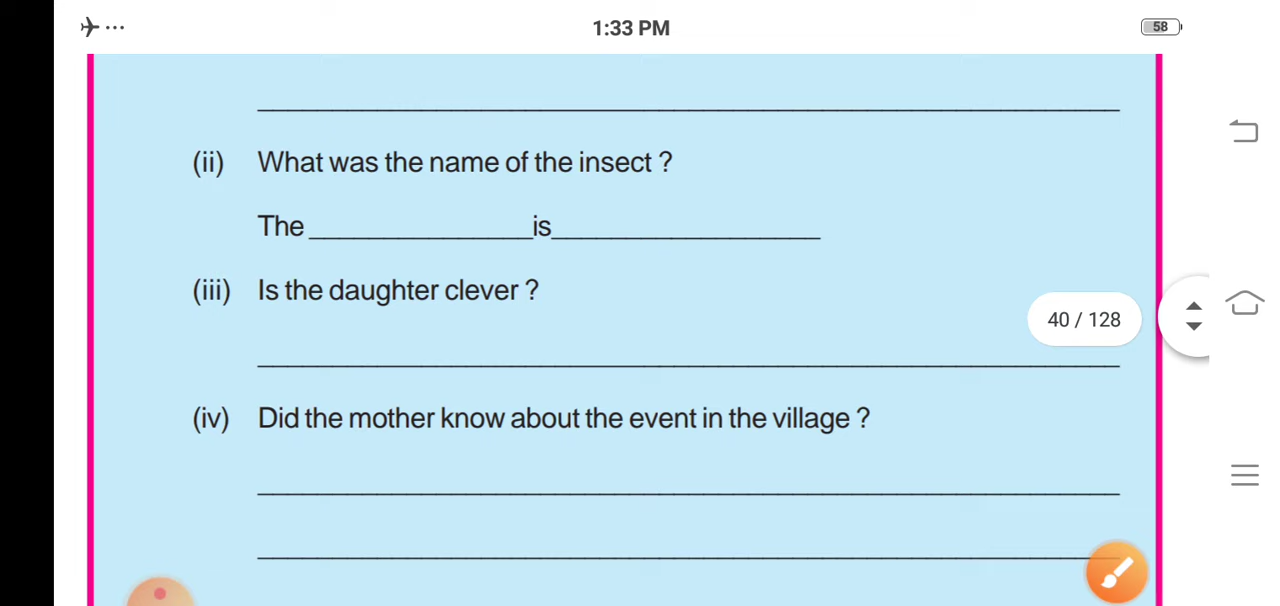 1:33 PM
58
(ii) What was the name of the insect ?
The ______________is_________________
(iii) Is the daughter clever ?
40 / 128
(iv) Did the mother know about the event in the village ?